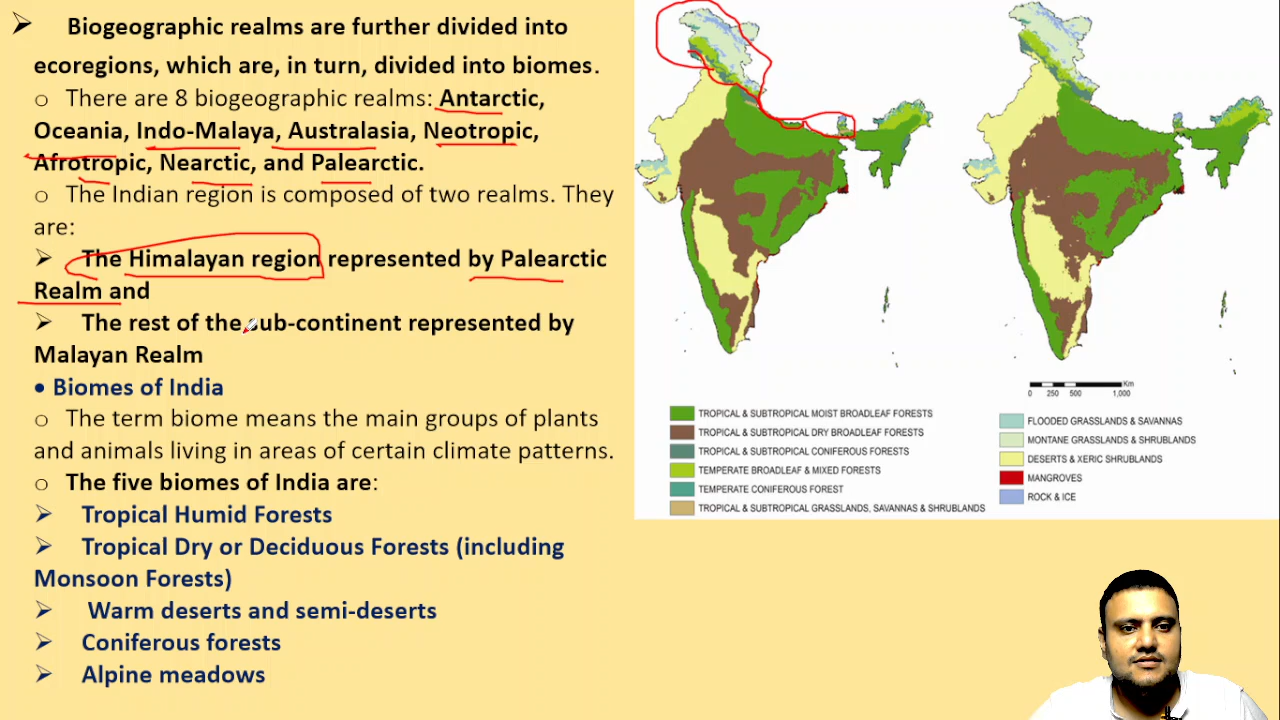 Biogeographic realms are further divided into
ecoregions, which are, in turn, divided into biomes.
o There are 8 biogeographic realms: Antarctic,
Oceania, Indo-Malaya, Australasia, Neotropic,
Afrotropic, Nearctic, and Palearctic.
o The Indian region is composed of two realms. They
are:
The Himalayan region represented by Palearctic
Realm and
The rest of the sub-continent represented by
Malayan Realm
• Biomes of India
o The term biome means the main groups of plants
and animals living in areas of certain climate patterns.
o The five biomes of India are:
Tropical Humid Forests
Tropical Dry or Deciduous Forests (including
Monsoon Forests)
Warm deserts and semi-deserts
Coniferous forests
Alpine meadows
Km
0 250 500 1,000
TROPICAL & SUBTROPICAL MOIST BROADLEAF FORESTS
TROPICAL & SUBTROPICAL DRY BROADLEAF FORESTS
TROPICAL & SUBTROPICAL CONIFEROUS FORESTS
TEMPERATE BROADLEAF & MIXED FORESTS
TEMPERATE CONIFEROUS FOREST
TROPICAL & SUBTROPICAL GRASSLANDS, SAVANNAS & SHRUBLANDS
FLOODED GRASSLANDS & SAVANNAS
MONTANE GRASSLANDS & SHRUBLANDS
DESERTS & XERIC SHRUBLANDS
MANGROVES
ROCK & ICE